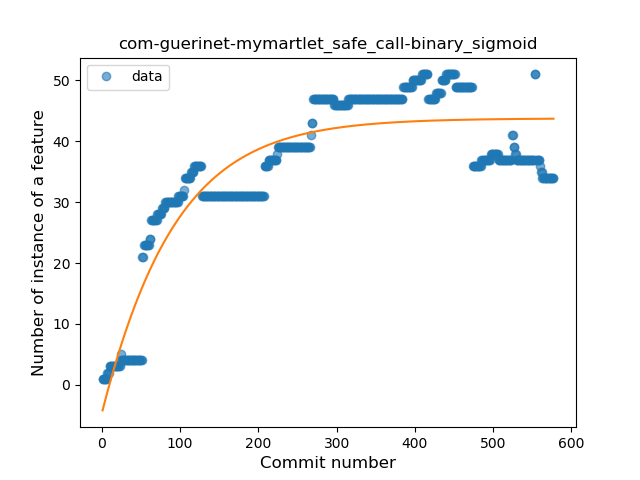 com-guerinet-mymartlet_safe_call-binary_sigmoid
data
Number of instance of a feature
50
40
30
20
10
0
0 100 200 300 400 500 600
Commit number